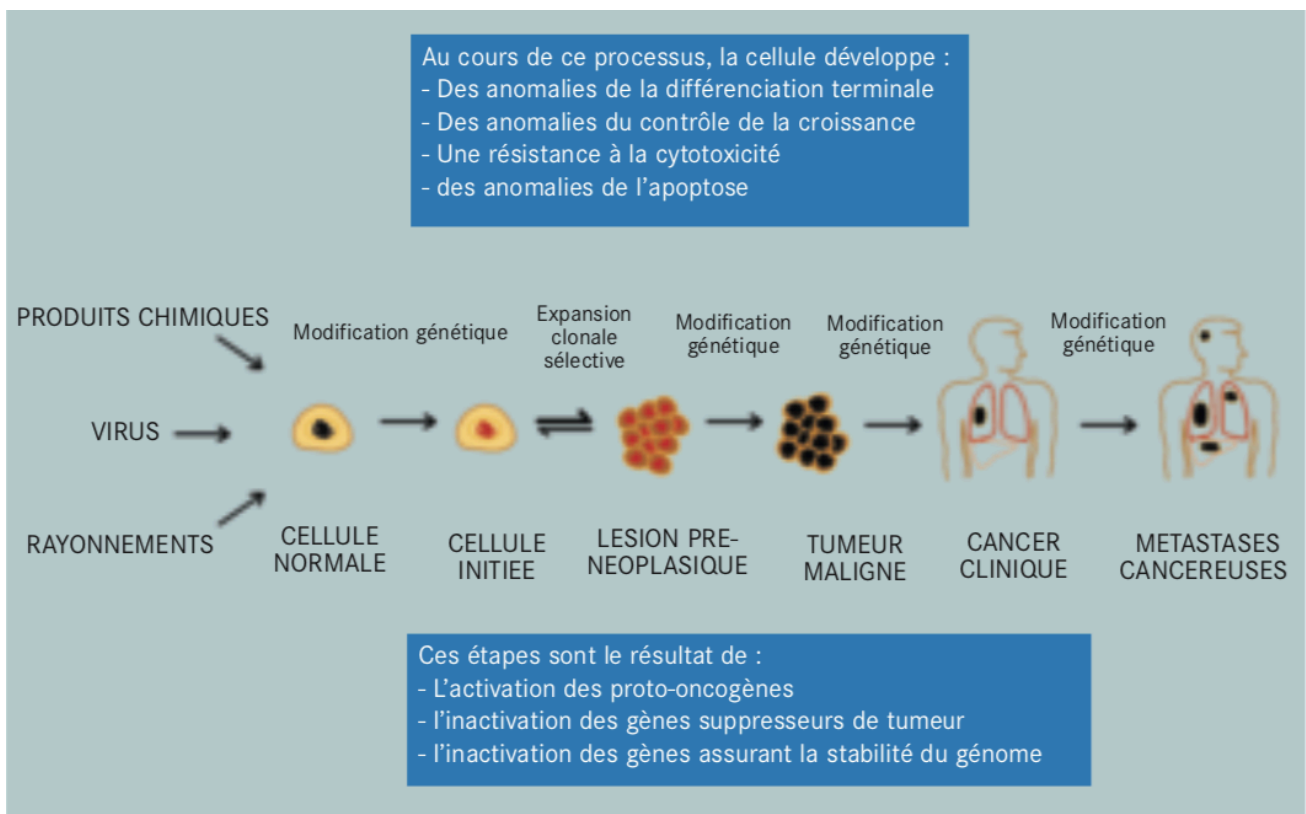 Au cours de ce processus, la cellule développe :
- Des anomalies de la différenciation terminale
- Des anomalies du contrôle de la croissance
- Une résistance à la cytotoxicité
- des anomalies de l'apoptose
PRODUITS CHIMIQUES
VIRUS
RAYONNEMENTS
Modification génétique
Expansion
clonale
sélective
Modification
génétique
Modification
génétique
Modification
génétique
CELLULE
NORMALE
CELLULE
INITIEE
LESION PRE-
NEOPLASIQUE
TUMEUR
MALIGNE
CANCER
CLINIQUE
METASTASES
CANCEREUSES
Ces étapes sont le résultat de :
- L'activation des proto-oncogènes
- l'inactivation des gènes suppresseurs de tumeur
- l'inactivation des gènes assurant la stabilité du génome